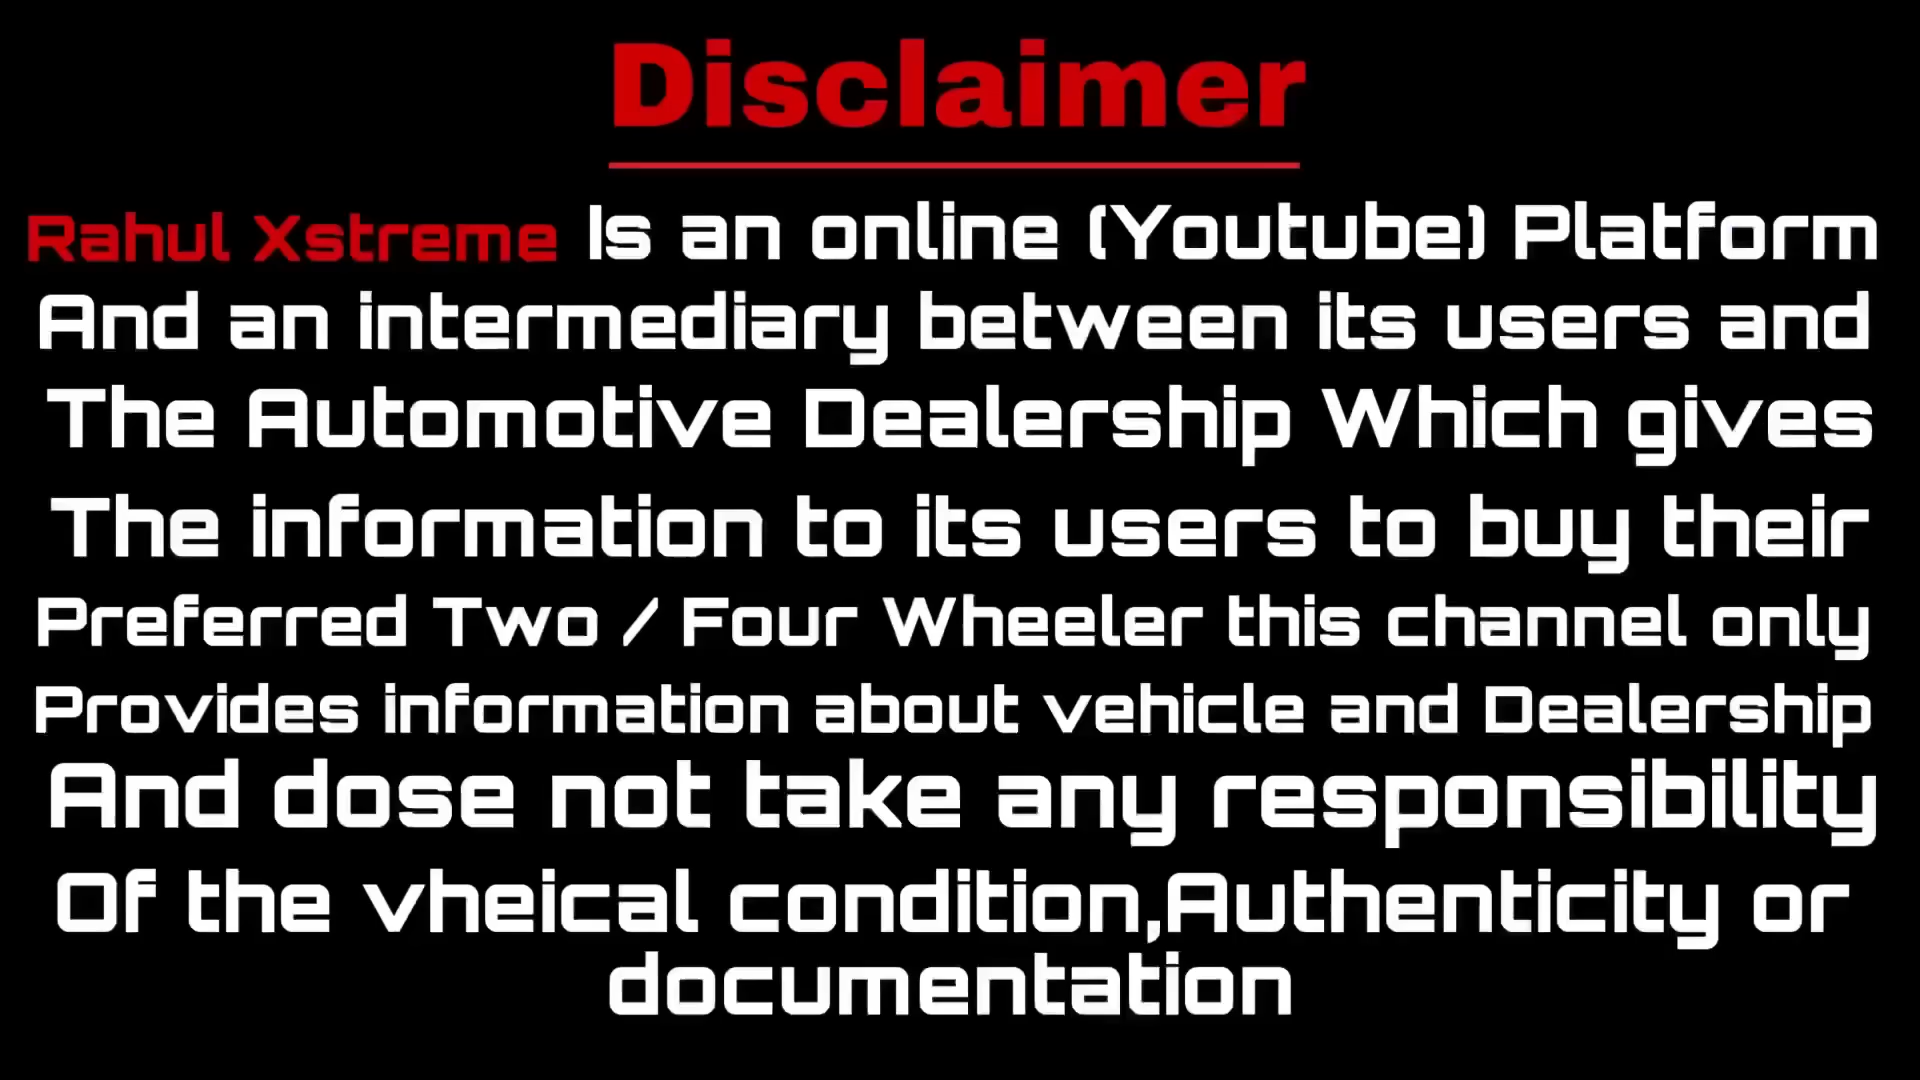 Disclaimer
Rahul Xstreme Is an online (Youtube) Platform
And an intermediary between its users and
The Automotive Dealership Which gives
The information to its users to buy their
Preferred Two / Four Wheeler this channel only
Provides information about vehicle and Dealership
And dose not take any responsibility
Of the vheical condition,Authenticity or
documentation